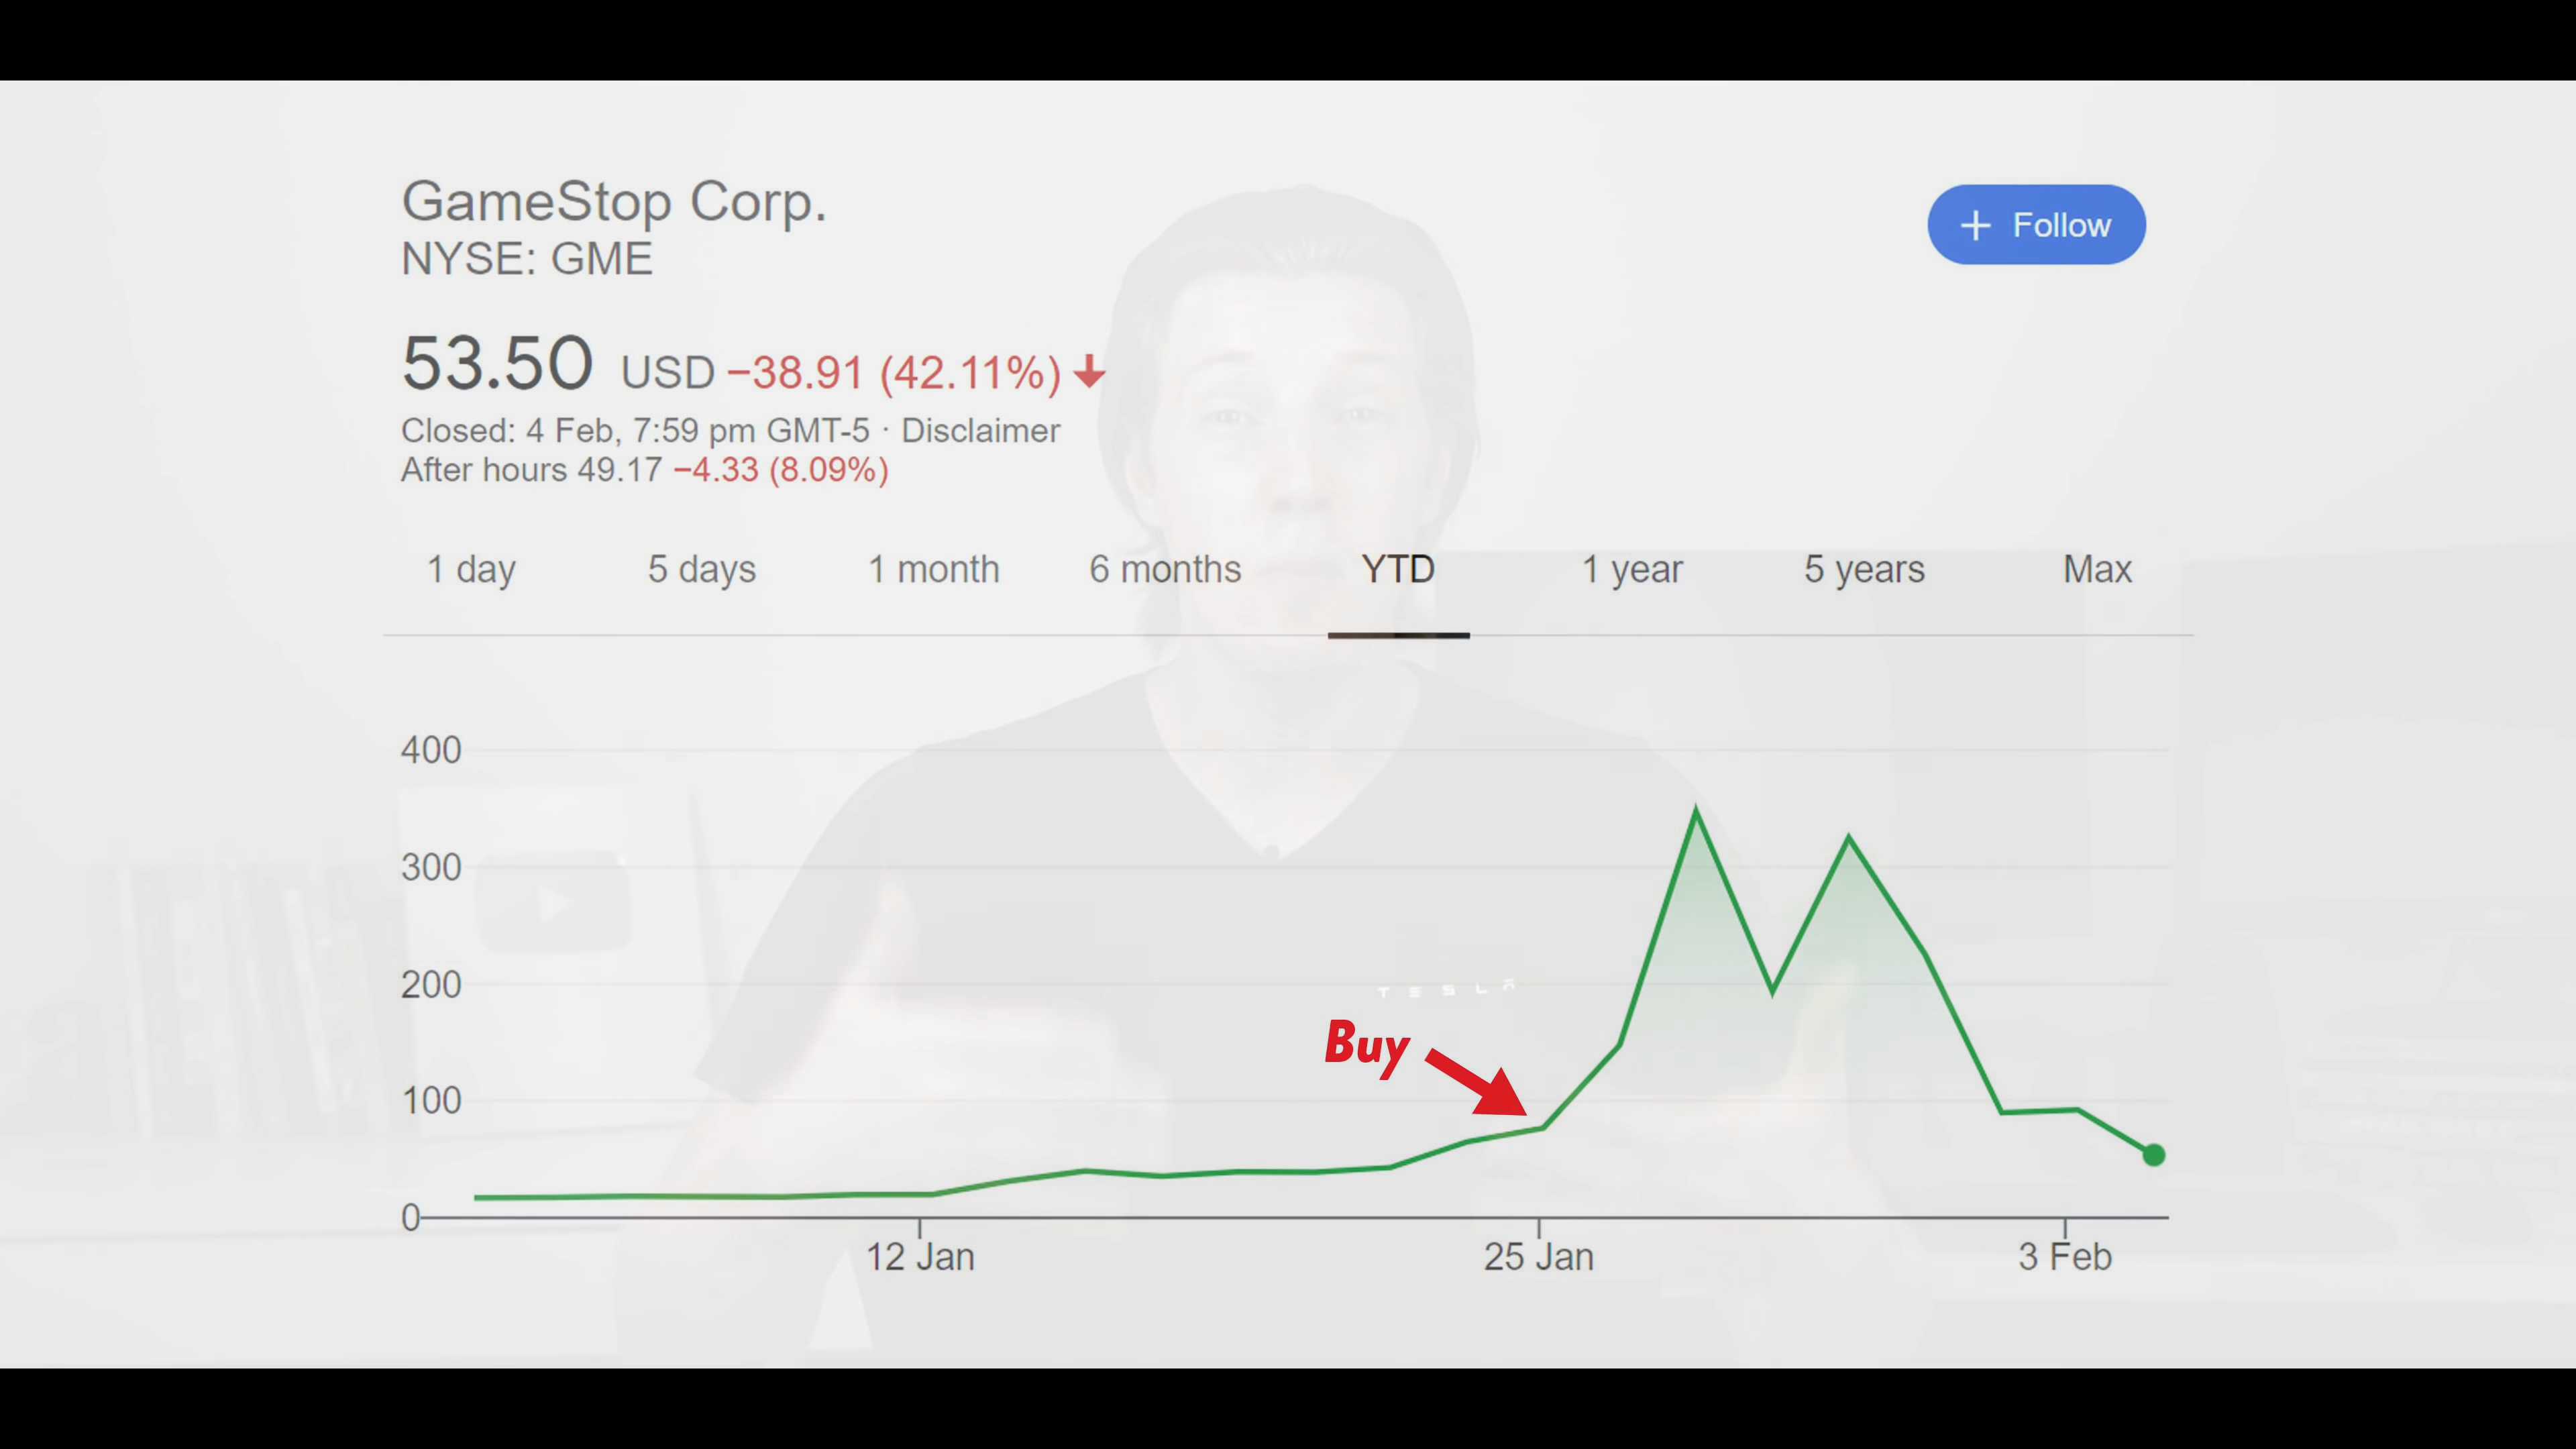 GameStop Corp.
NYSE: GME
+ Follow
53.50 USD −38.91 (42.11%)
Closed: 4 Feb, 7:59 pm GMT-5 · Disclaimer
After hours 49.17 −4.33 (8.09%)
1 day 5 days 1 month 6 months YTD 1 year 5 years Max
400
300
200
TESLA
Buy
100
0
12 Jan 25 Jan 3 Feb